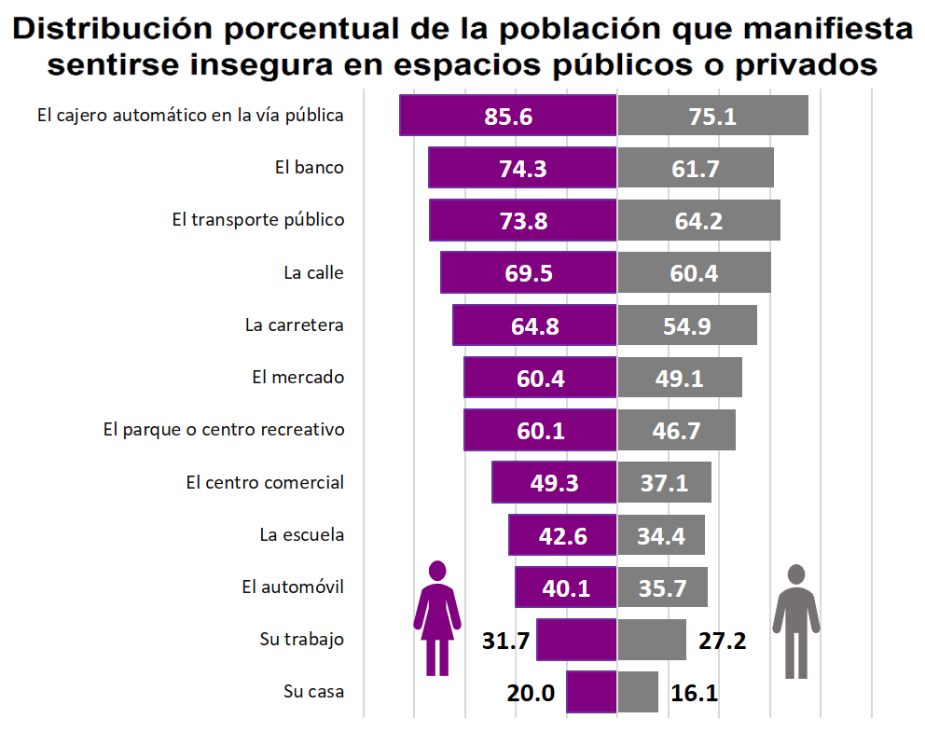 Distribución porcentual de la población que manifiesta
sentirse insegura en espacios públicos o privados
El cajero automático en la vía pública 85.6 75.1
El banco 74.3 61.7
El transporte público 73.8 64.2
La calle 69.5 60.4
La carretera 64.8 54.9
El mercado 60.4 49.1
El parque o centro recreativo 60.1 46.7
El centro comercial 49.3 37.1
La escuela 42.6 34.4
El automóvil 40.1 35.7
Su trabajo 31.7 27.2
Su casa 20.0 16.1